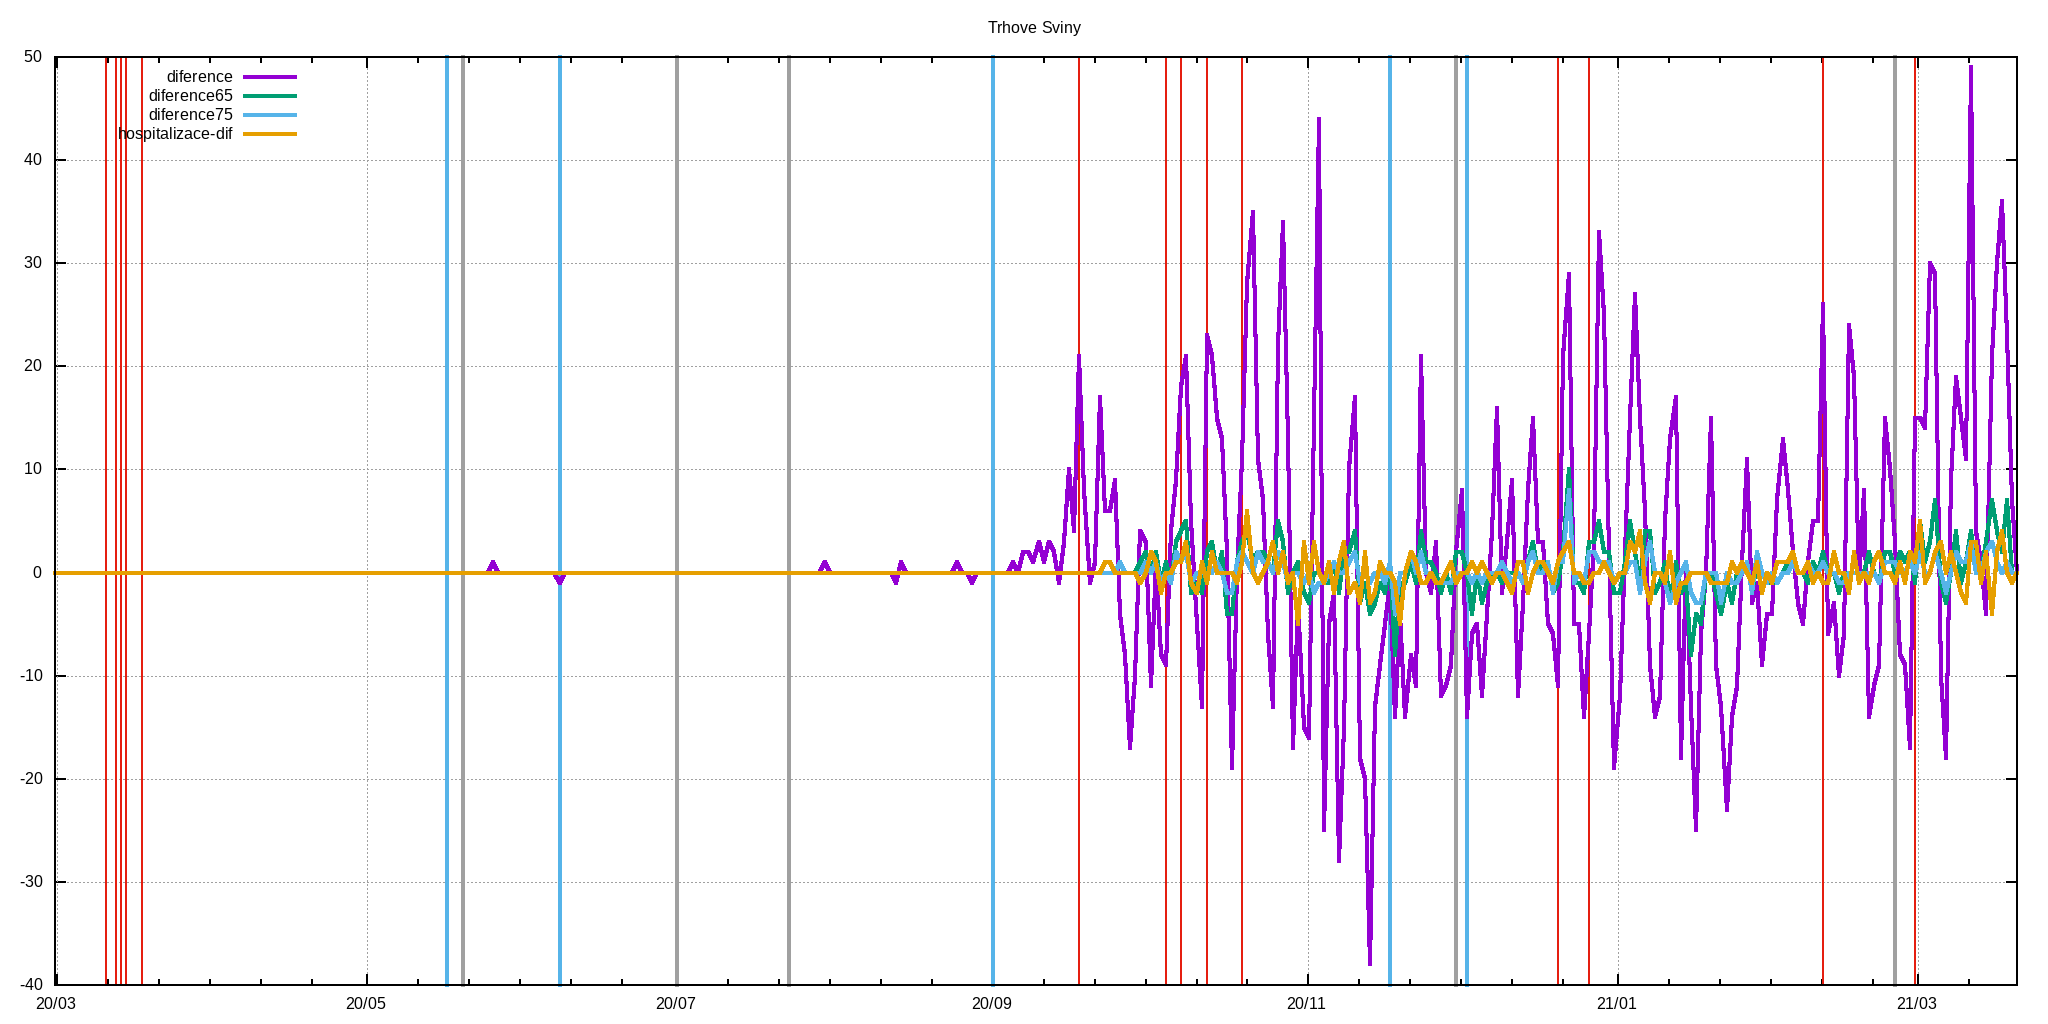 Trhove Sviny
diference
diference65
diference75
hospitalizace-dif
50
40
30
20
10
0
-10
-20
-30
-40
20/03 20/05 20/07 20/09 20/11 21/01 21/03